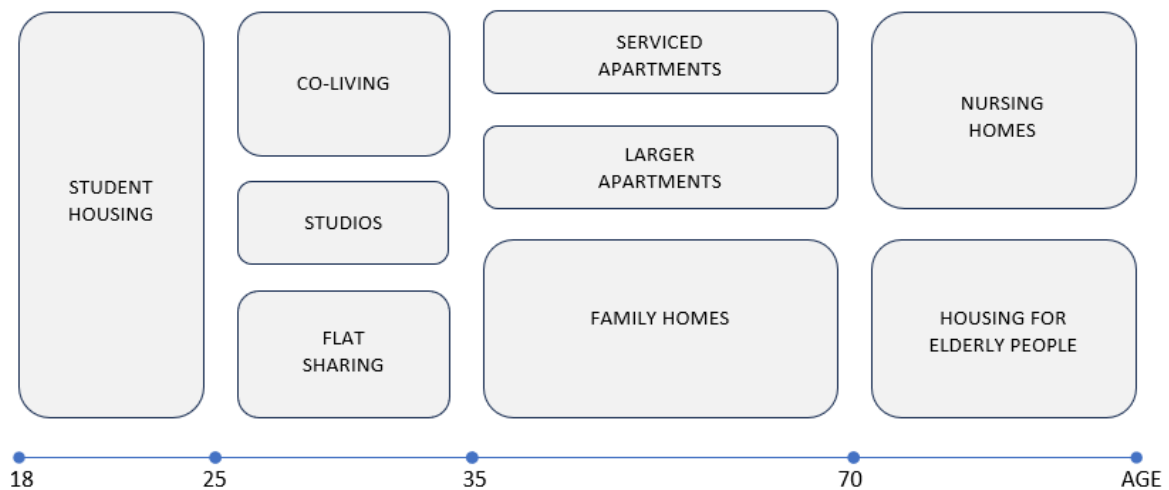 STUDENT
HOUSING
CO-LIVING
STUDIOS
FLAT
SHARING
SERVICED
APARTMENTS
LARGER
APARTMENTS
FAMILY HOMES
NURSING
HOMES
HOUSING FOR
ELDERLY PEOPLE
18
25
35
70
AGE